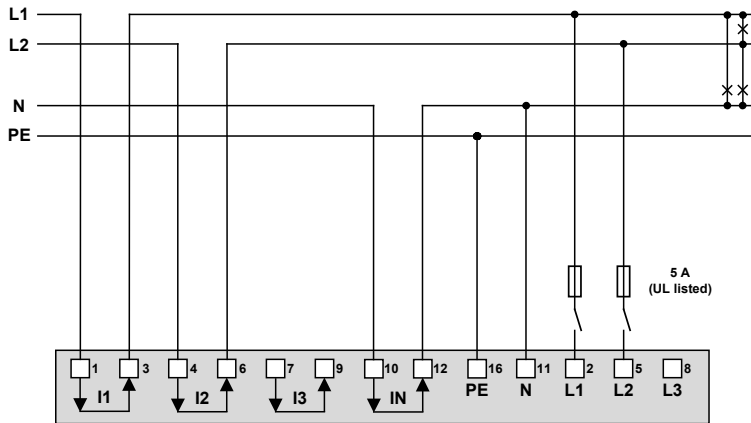 L1
L2
N
PE
5 A
(UL listed)
1 3 4 6 7 9 10 12 16 11 2 5 8
I1 I2 I3 IN PE N L1 L2 L3